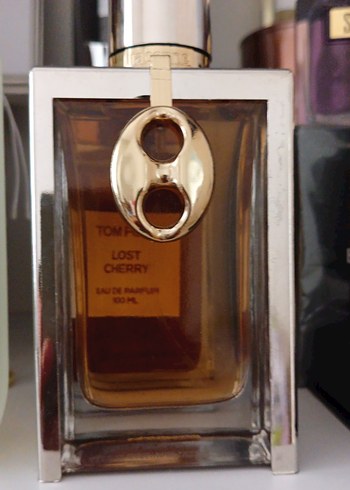 TOM F
LOST
CHERRY
EAU DE PARFUM
100 ML